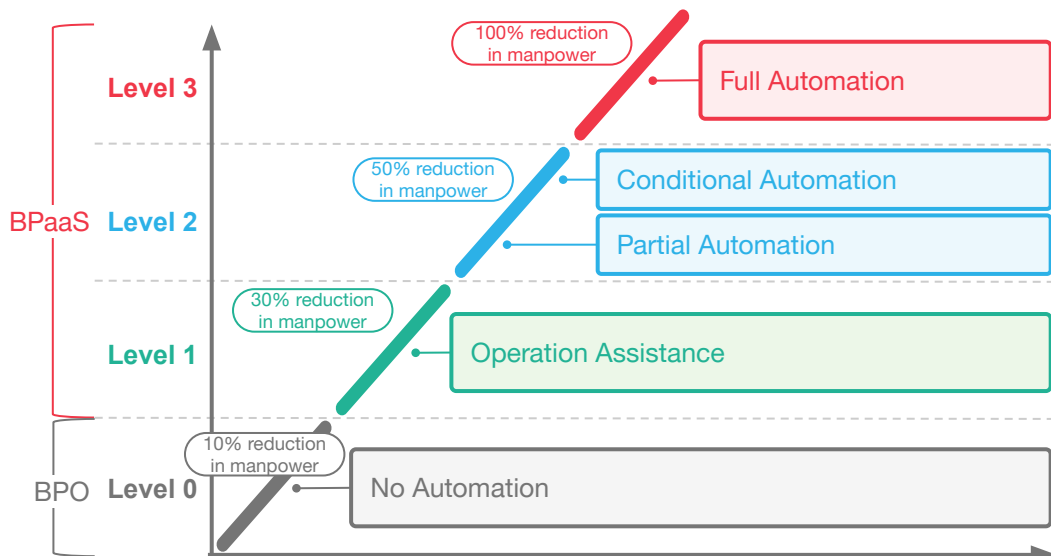 100% reduction
in manpower
Level 3
Full Automation
50% reduction
in manpower
Conditional Automation
BPaaS
Level 2
Partial Automation
30% reduction
in manpower
Level 1
Operation Assistance
10% reduction
in manpower
BPO
Level 0
No Automation